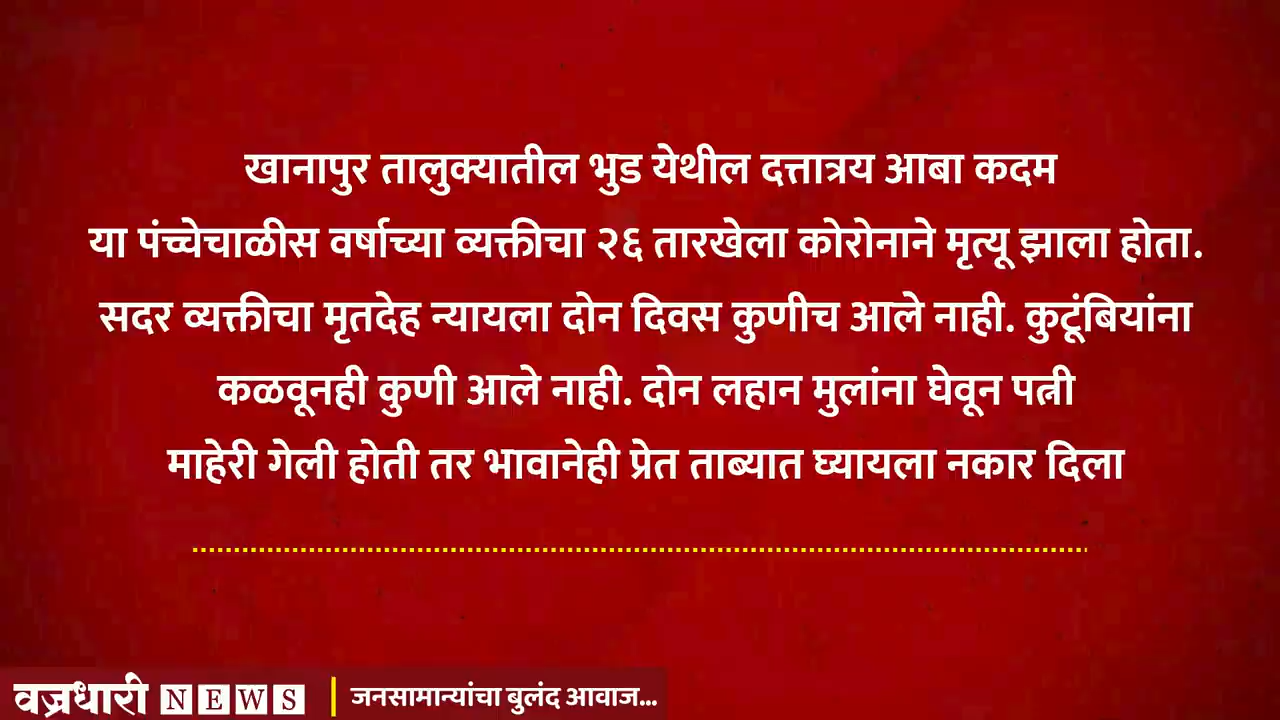 खानापुर तालुक्यातील भुड येथील दत्तात्रय आबा कदम
या पंच्चेचाळीस वर्षाच्या व्यक्तीचा २६ तारखेला कोरोनाने मृत्यू झाला होता.
सदर व्यक्तीचा मृतदेह न्यायला दोन दिवस कुणीच आले नाही. कुटूंबियांना
कळवूनही कुणी आले नाही. दोन लहान मुलांना घेवून पत्नी
माहेरी गेली होती तर भावानेही प्रेत ताब्यात घ्यायला नकार दिला
वज्रधारी NEWS जनसामान्यांचा बुलंद आवाज...